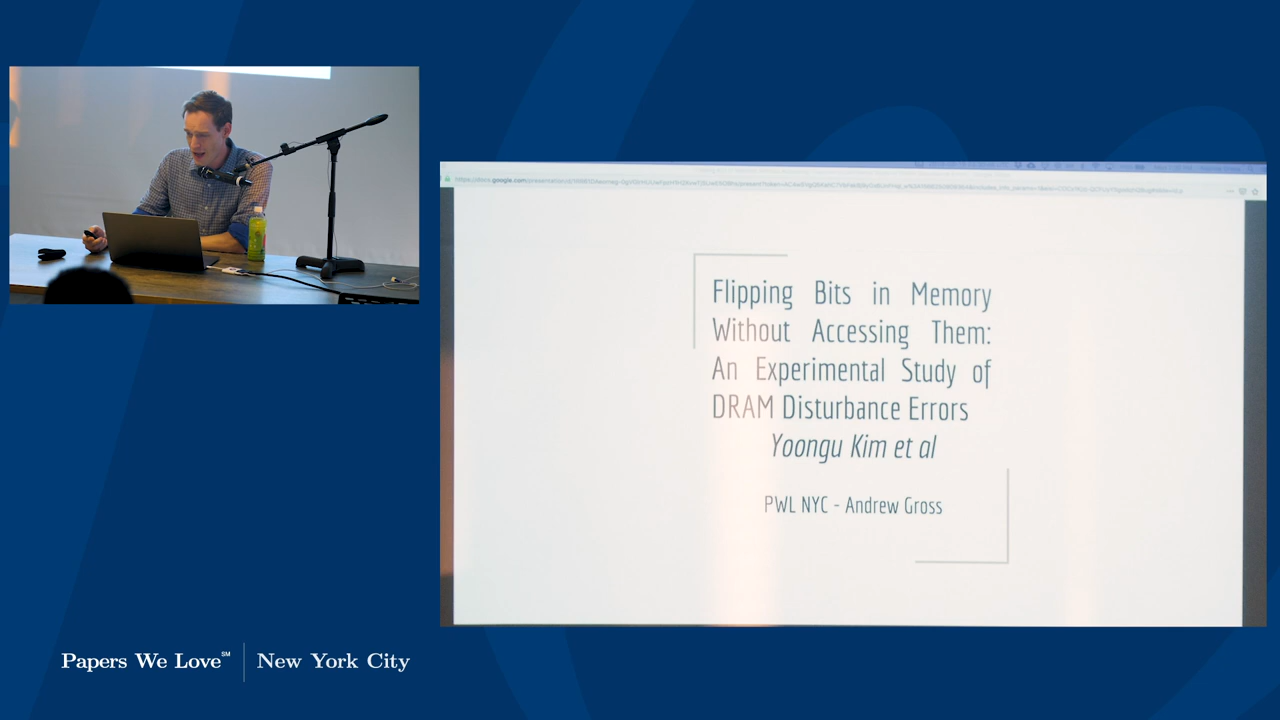 Flipping Bits in Memory
Without Accessing Them:
An Experimental Study of
DRAM Disturbance Errors
Yoongu Kim et al
PWL NYC - Andrew Gross
Papers We Love℠ | New York City